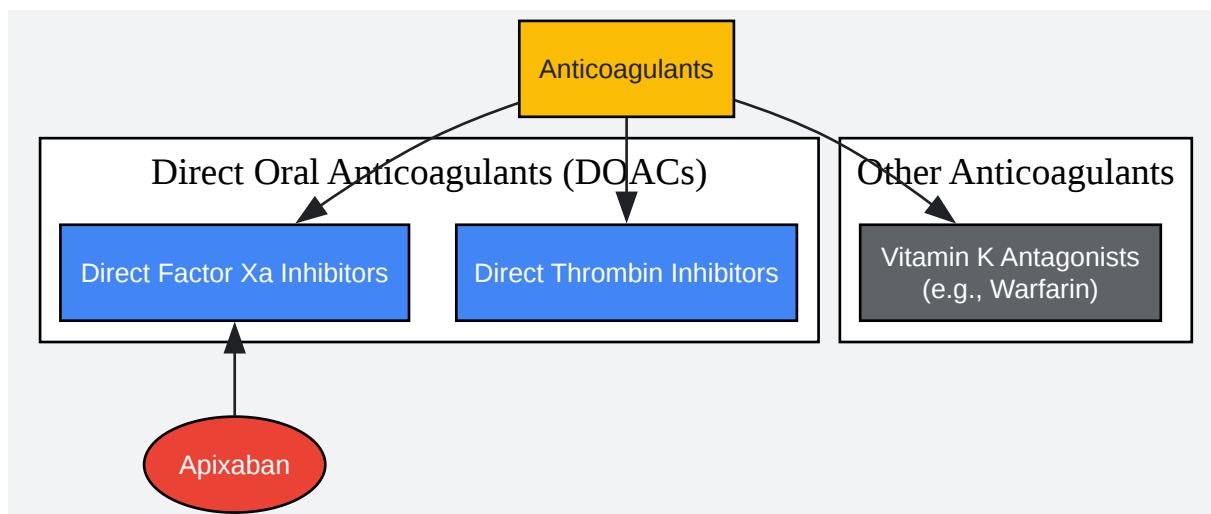 Anticoagulants
Direct Oral Anticoagulants (DOACs)
Other Anticoagulants
Direct Factor Xa Inhibitors
Direct Thrombin Inhibitors
Vitamin K Antagonists
(e.g., Warfarin)
Apixaban